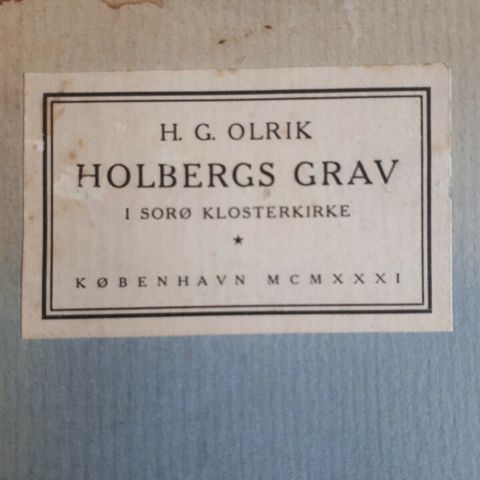 H. G. OLRIK
HOLBERGS GRAV
I SORØ KLOSTERKIRKE
★
KØBENHAVN MCMXXXI